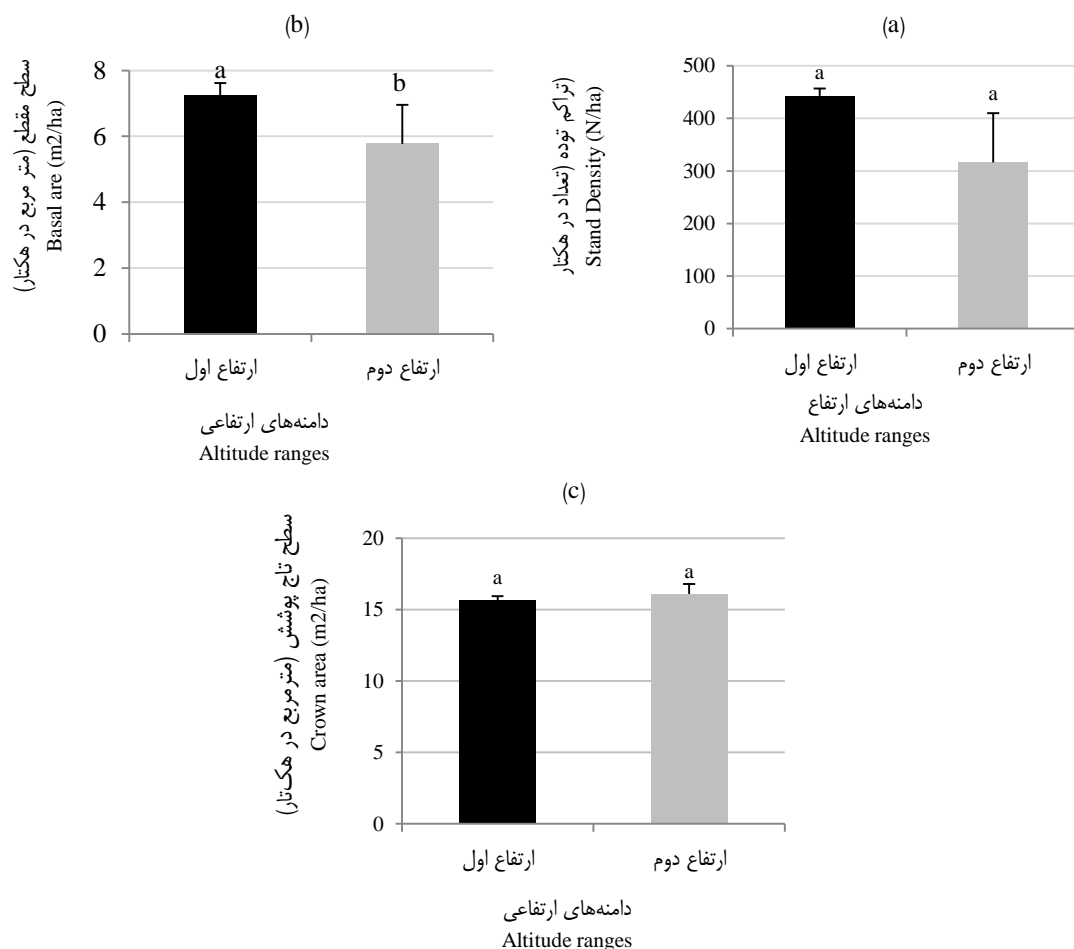 (a)
تراکم توده (تعداد در هکتار)
Stand Density (N/ha)
500
400
300
200
100
0
a
a
ارتفاع اول
ارتفاع دوم
دامنه‌های ارتفاع
Altitude ranges
(b)
سطح مقطع (متر مربع در هکتار)
Basal are (m2/ha)
8
6
4
2
0
a
b
ارتفاع اول
ارتفاع دوم
دامنه‌های ارتفاعی
Altitude ranges
(c)
سطح تاج پوشش (مترمربع در هکتار)
Crown area (m2/ha)
20
15
10
5
0
a
a
ارتفاع اول
ارتفاع دوم
دامنه‌های ارتفاعی
Altitude ranges